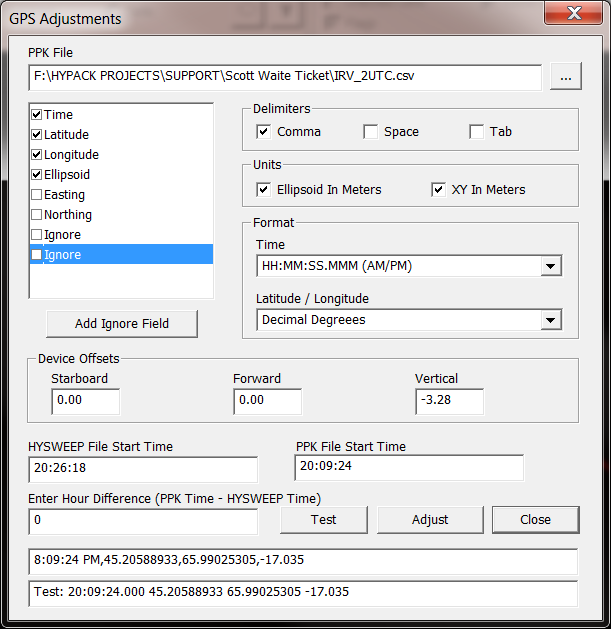 GPS Adjustments
PPK File
F:\HYPACK PROJECTS\SUPPORT\Scott Waite Ticket\IRV_2UTC.csv
...
Time
Latitude
Longitude
Ellipsoid
Easting
Northing
Ignore
Ignore
Add Ignore Field
Delimiters
Comma Space Tab
Units
Ellipsoid In Meters XY In Meters
Format
Time
HH:MM:SS.MMM (AM/PM)
Latitude / Longitude
Decimal Degreees
Device Offsets
Starboard Forward Vertical
0.00 0.00 -3.28
HYSWEEP File Start Time PPK File Start Time
20:26:18 20:09:24
Enter Hour Difference (PPK Time - HYSWEEP Time)
0 Test Adjust Close
8:09:24 PM,45.20588933,65.99025305,-17.035
Test: 20:09:24.000 45.20588933 65.99025305 -17.035